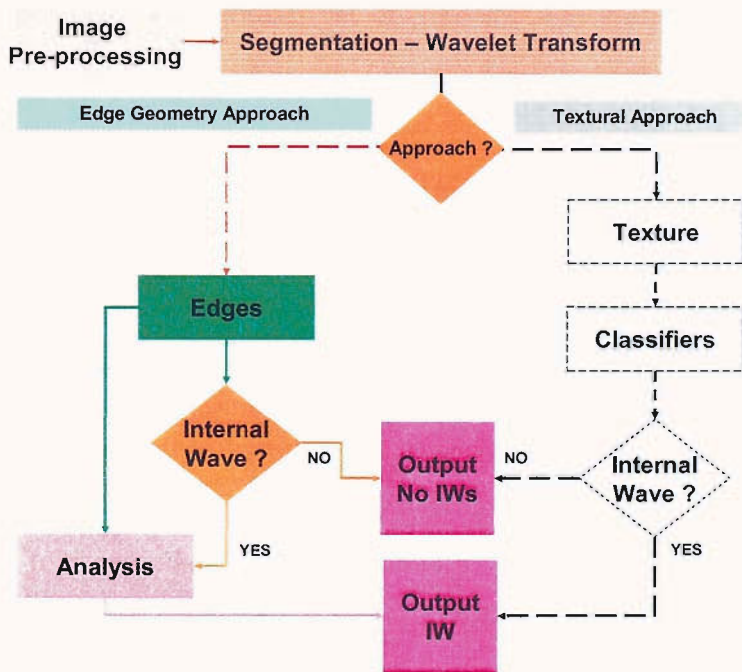 Image
Pre-processing
Segmentation – Wavelet Transform
Edge Geometry Approach
Textural Approach
Approach ?
Texture
Edges
Classifiers
Internal
Wave ?
NO
Output
No IWs
NO
Internal
Wave ?
YES
YES
Analysis
Output
IW